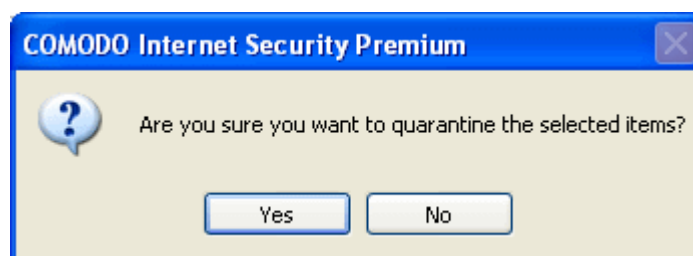 COMODO Internet Security Premium
Are you sure you want to quarantine the selected items?
Yes
No